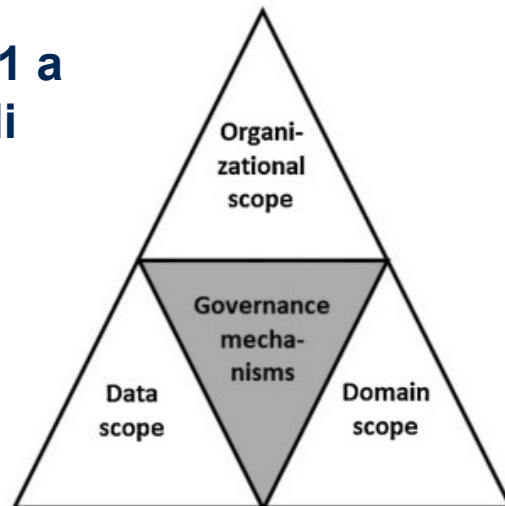 1 a
Organi-
zational
scope
Governance
mecha-
nisms
Data
scope
Domain
scope